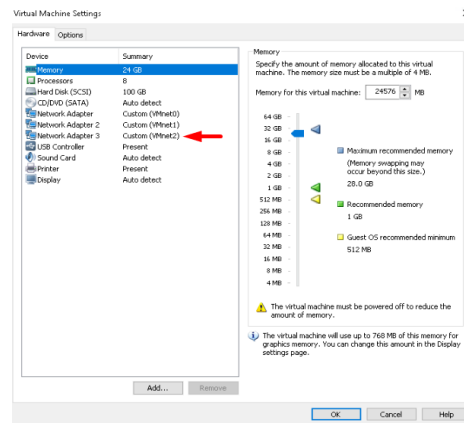 Virtual Machine Settings
Hardware Options
Device Summary
Memory 24 GB
Processors 8
Hard Disk (SCSI) 100 GB
CD/DVD (SATA) Auto detect
Network Adapter Custom (VMnet0)
Network Adapter 2 Custom (VMnet1)
Network Adapter 3 Custom (VMnet2)
USB Controller Present
Sound Card Auto detect
Printer Present
Display Auto detect
Add... Remove
Memory
Specify the amount of memory allocated to this virtual
machine. The memory size must be a multiple of 4 MB.
Memory for this virtual machine: 24576 MB
64 GB
32 GB
16 GB
8 GB
4 GB
2 GB
1 GB
512 MB
256 MB
128 MB
64 MB
32 MB
16 MB
8 MB
4 MB
Maximum recommended memory
(Memory swapping may
occur beyond this size.)
28.0 GB
Recommended memory
1 GB
Guest OS recommended minimum
512 MB
The virtual machine must be powered off to reduce the
amount of memory.
The virtual machine will use up to 768 MB of this memory for
graphics memory. You can change this amount in the Display
settings page.
OK Cancel Help